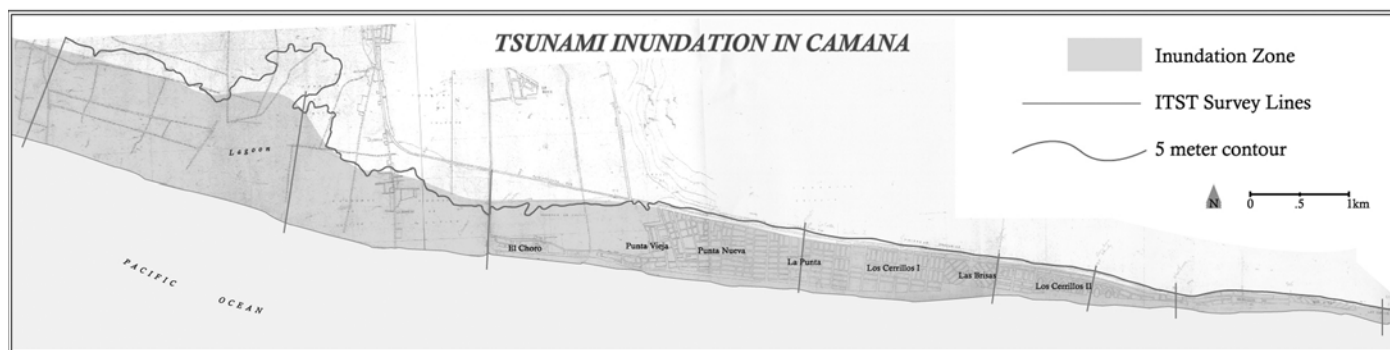 TSUNAMI INUNDATION IN CAMANA
Inundation Zone
ITST Survey Lines
5 meter contour
N
0 .5 1km
Lagoon
El Choro
Punta Vieja
Punta Nueva
La Punta
Los Cerrillos I
Las Brisas
Los Cerrillos II
PACIFIC
OCEAN